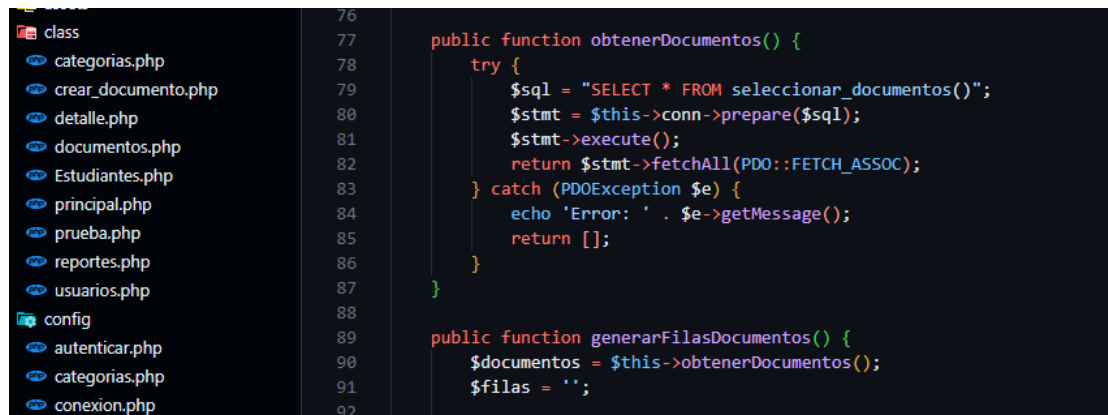 class
categorias.php
crear_documento.php
detalle.php
documentos.php
Estudiantes.php
principal.php
prueba.php
reportes.php
usuarios.php
config
autenticar.php
categorias.php
conexion.php
76
77 public function obtenerDocumentos() {
78 try {
79 $sql = "SELECT * FROM seleccionar_documentos()";
80 $stmt = $this->conn->prepare($sql);
81 $stmt->execute();
82 return $stmt->fetchAll(PDO::FETCH_ASSOC);
83 } catch (PDOException $e) {
84 echo 'Error: ' . $e->getMessage();
85 return [];
86 }
87 }
88
89 public function generarFilasDocumentos() {
90 $documentos = $this->obtenerDocumentos();
91 $filas = '';
92